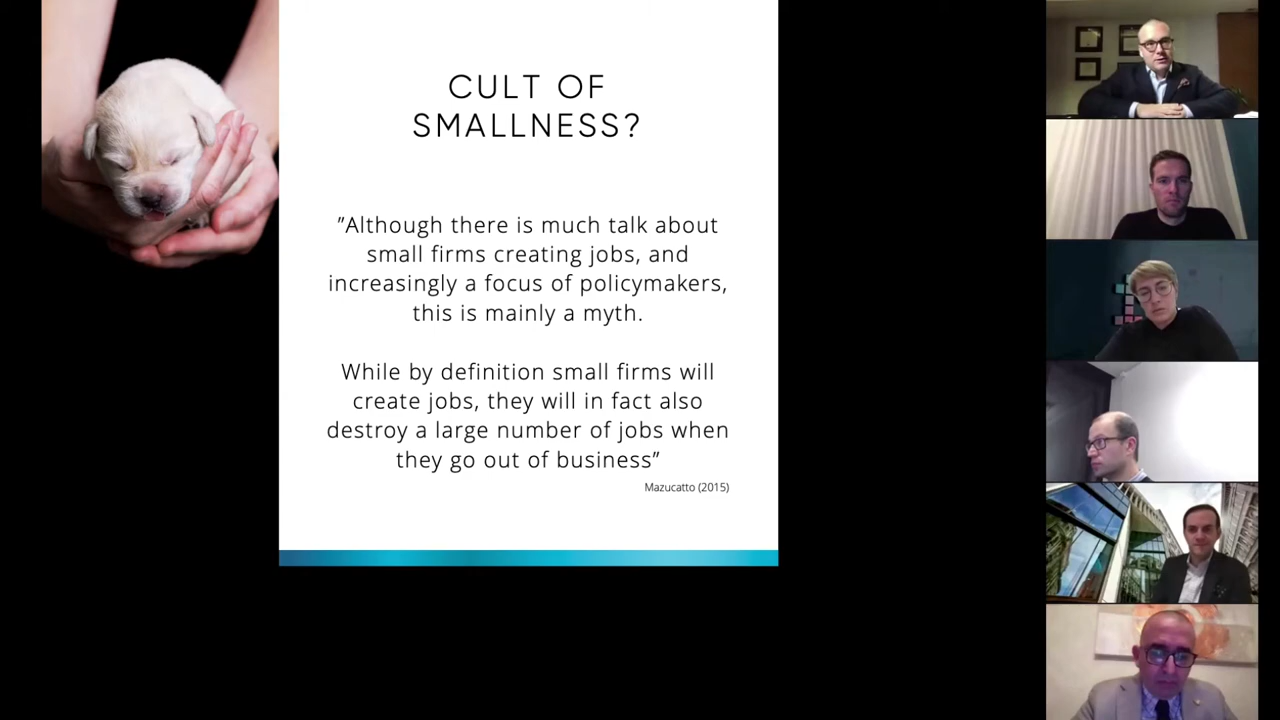 CULT OF
SMALLNESS?
”Although there is much talk about
small firms creating jobs, and
increasingly a focus of policymakers,
this is mainly a myth.
While by definition small firms will
create jobs, they will in fact also
destroy a large number of jobs when
they go out of business”
Mazucatto (2015)